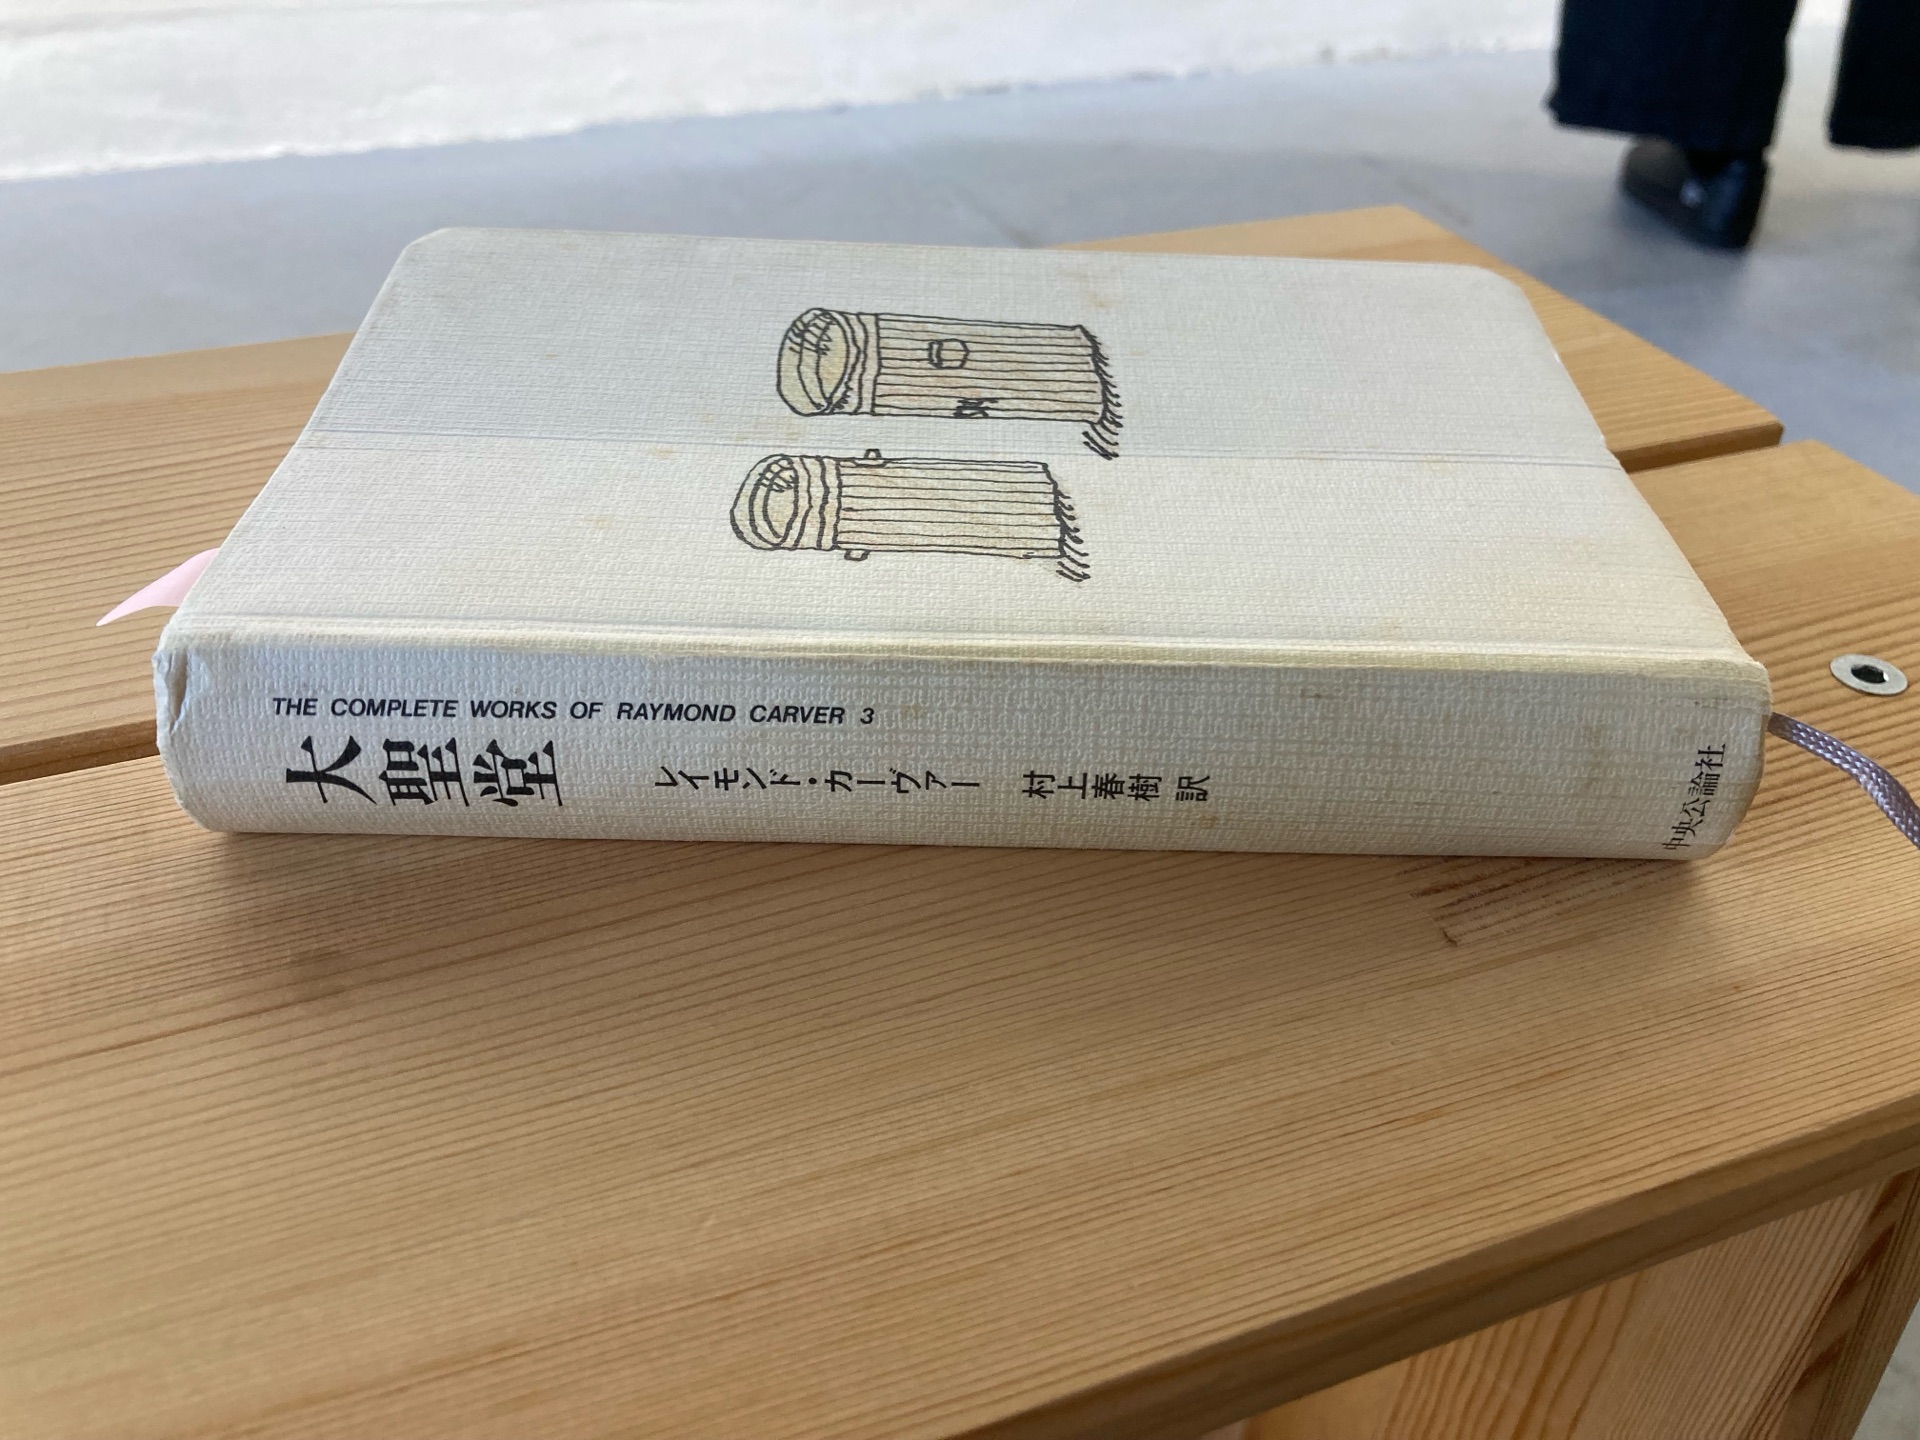 THE COMPLETE WORKS OF RAYMOND CARVER 3
大聖堂
レイモンド・カーヴァー
村上春樹 訳
中央公論社